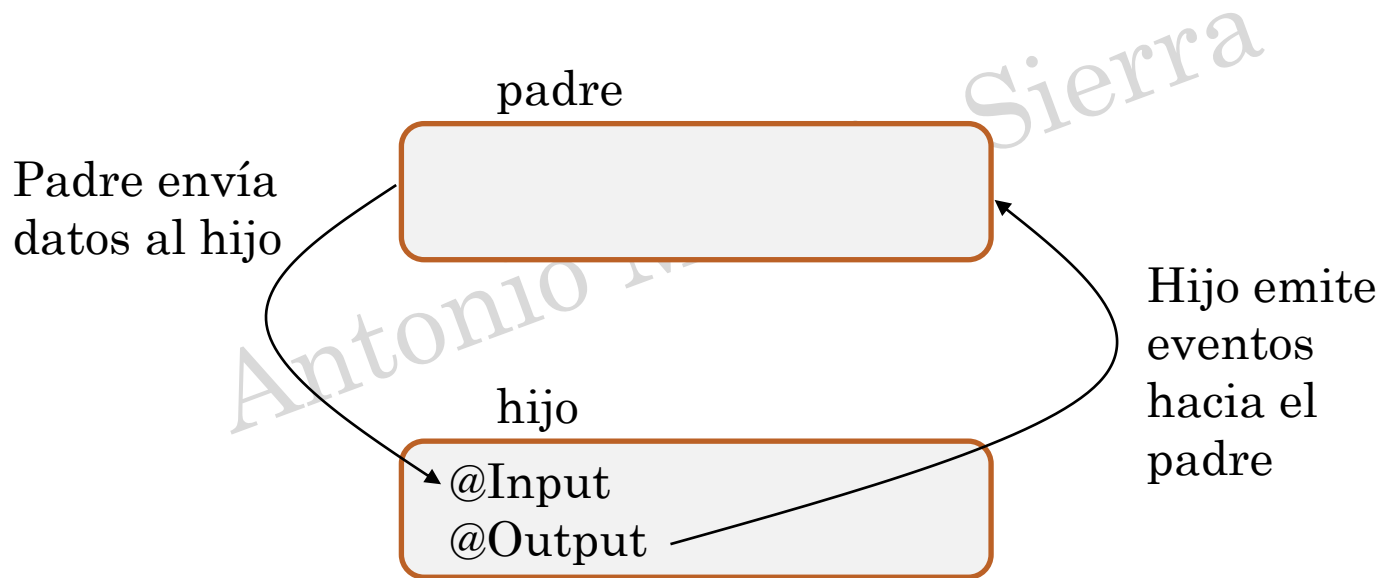 padre
Padre envía
datos al hijo
Hijo emite
eventos
hacia el
padre
hijo
@Input
@Output
Antonio
Sierra